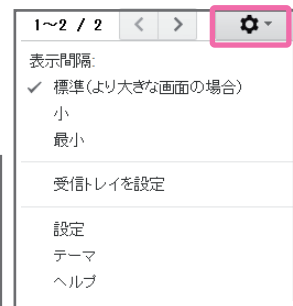 1～2 / 2
表示間隔:
標準(より大きな画面の場合)
小
最小
受信トレイを設定
設定
テーマ
ヘルプ